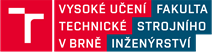 VYSOKÉ UČENÍ FAKULTA
TECHNICKÉ STROJNÍHO
V BRNĚ INŽENÝRSTVÍ